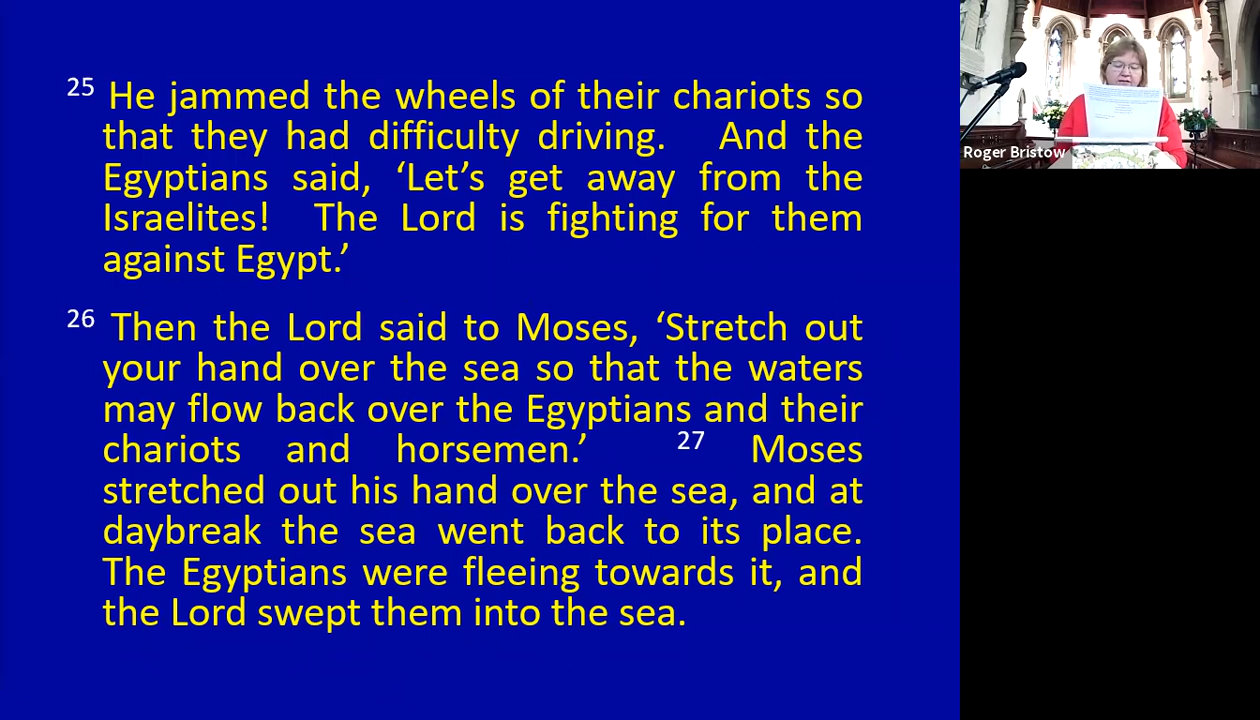 25 He jammed the wheels of their chariots so
that they had difficulty driving. And the
Egyptians said, ‘Let’s get away from the
Israelites! The Lord is fighting for them
against Egypt.’
26 Then the Lord said to Moses, ‘Stretch out
your hand over the sea so that the waters
may flow back over the Egyptians and their
chariots and horsemen.’ 27 Moses
stretched out his hand over the sea, and at
daybreak the sea went back to its place.
The Egyptians were fleeing towards it, and
the Lord swept them into the sea.
Roger Bristow